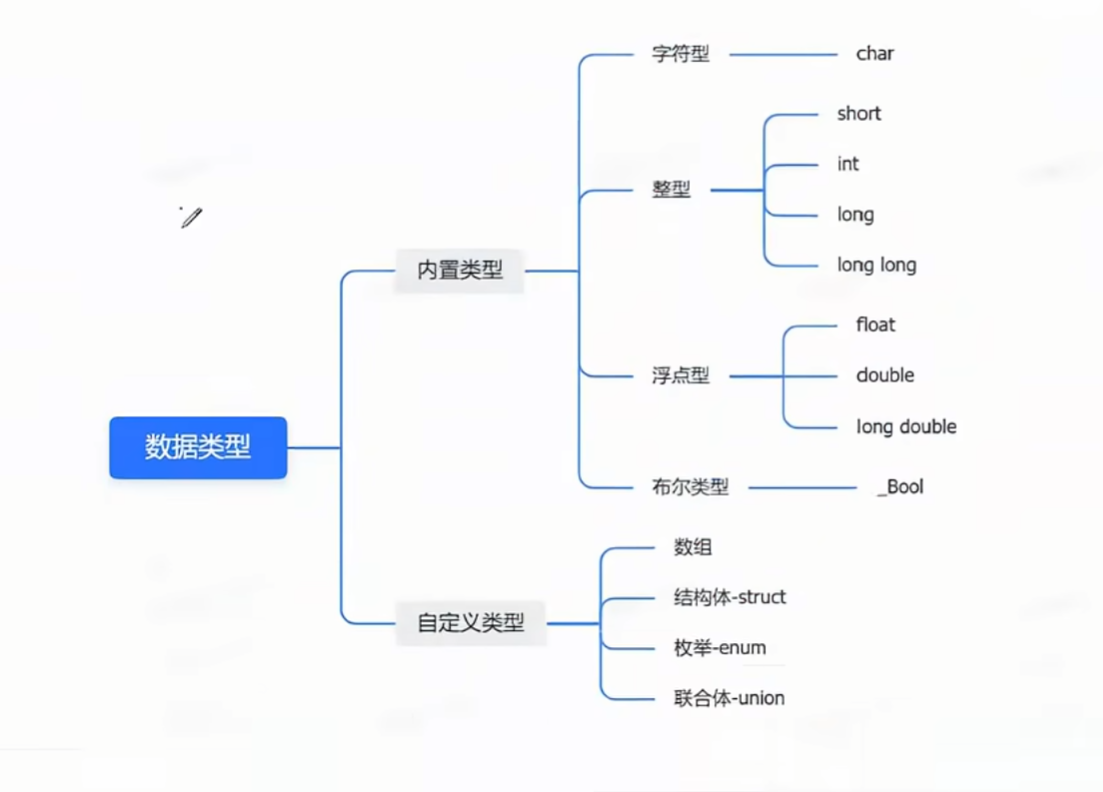 数据类型
内置类型
字符型
char
整型
short
int
long
long long
浮点型
float
double
long double
布尔类型
_Bool
自定义类型
数组
结构体-struct
枚举-enum
联合体-union